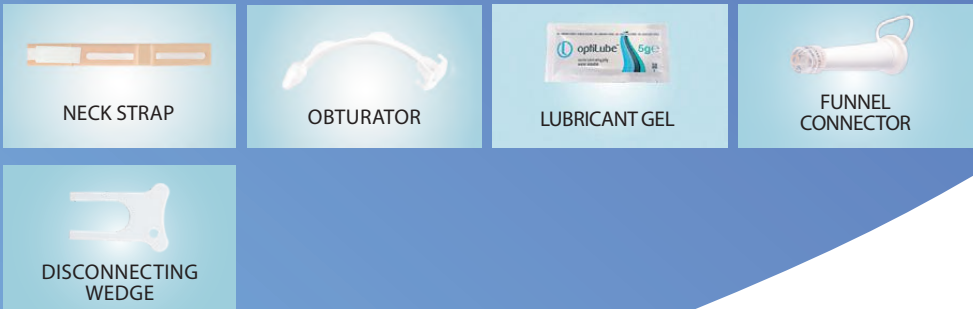 optiLube
5g℮
NECK STRAP
OBTURATOR
LUBRICANT GEL
FUNNEL
CONNECTOR
DISCONNECTING
WEDGE